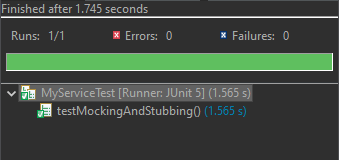 Finished after 1.745 seconds
Runs: 1/1 Errors: 0 Failures: 0
MyServiceTest [Runner: JUnit 5] (1.565 s)
testMockingAndStubbing() (1.565 s)